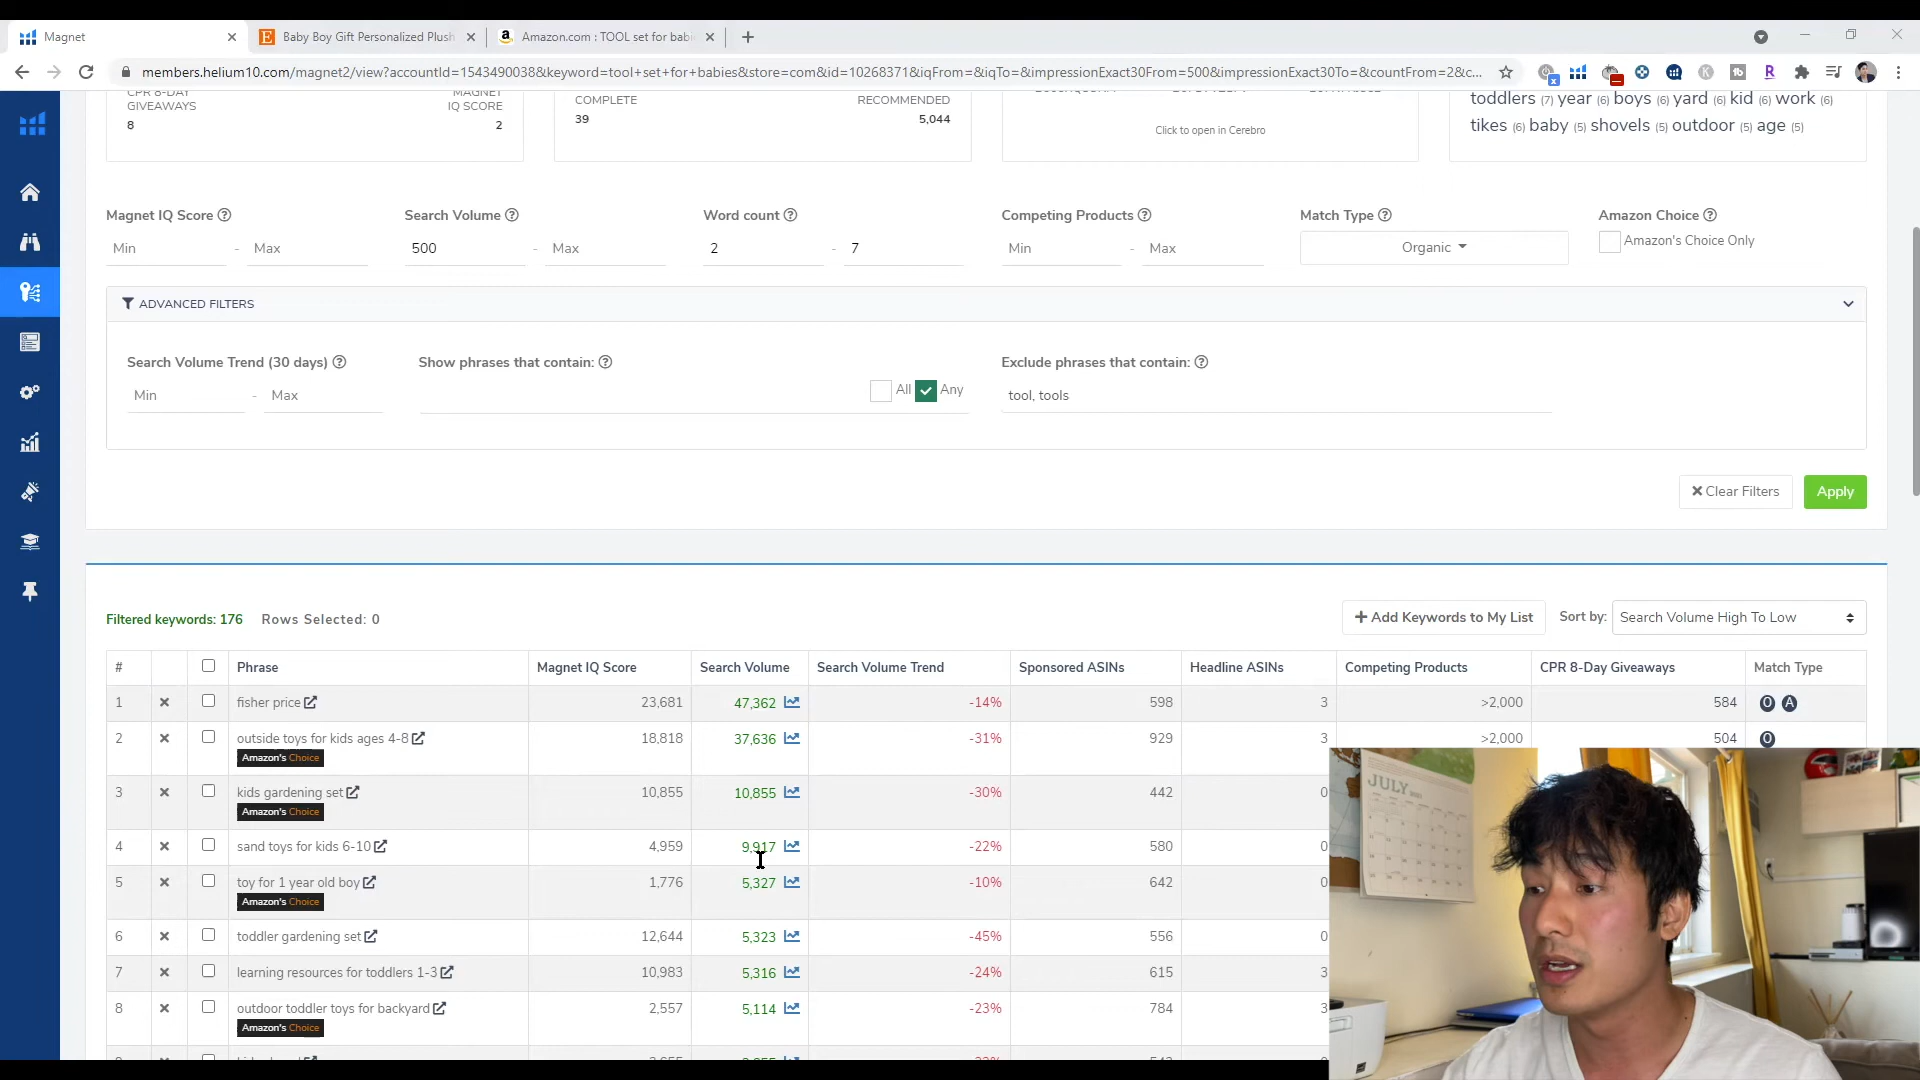 Magnet
Baby Boy Gift Personalized Plush
Amazon.com : TOOL set for babi
members.helium10.com/magnet2/view?accountId=1543490038&keyword=tool+set+for+babies&store=com&id=10268371&iqFrom=&iqTo=&impressionExact30From=500&impressionExact30To=&countFrom=2&c...
CPR 8-DAY
GIVEAWAYS
8
MAGNET
IQ SCORE
2
COMPLETE
39
RECOMMENDED
5,044
Click to open in Cerebro
toddlers (7) year (6) boys (6) yard (6) kid (6) work (6)
tikes (6) baby (5) shovels (5) outdoor (5) age (5)
Magnet IQ Score Search Volume Word count Competing Products Match Type Amazon Choice
Min - Max 500 - Max 2 - 7 Min - Max Organic Amazon's Choice Only
ADVANCED FILTERS
Search Volume Trend (30 days) Show phrases that contain: Exclude phrases that contain:
Min - Max All Any tool, tools
Clear Filters Apply
Filtered keywords: 176 Rows Selected: 0 + Add Keywords to My List Sort by: Search Volume High To Low
# Phrase Magnet IQ Score Search Volume Search Volume Trend Sponsored ASINs Headline ASINs Competing Products CPR 8-Day Giveaways Match Type
1 fisher price 23,681 47,362 -14% 598 3 >2,000 584 O A
2 outside toys for kids ages 4-8 18,818 37,636 -31% 929 3 >2,000 504 O
Amazon's Choice
3 kids gardening set 10,855 10,855 -30% 442 0
Amazon's Choice
4 sand toys for kids 6-10 4,959 9,917 -22% 580 0
5 toy for 1 year old boy 1,776 5,327 -10% 642 0
Amazon's Choice
6 toddler gardening set 12,644 5,323 -45% 556 0
7 learning resources for toddlers 1-3 10,983 5,316 -24% 615 3
8 outdoor toddler toys for backyard 2,557 5,114 -23% 784 3
Amazon's Choice
JULY